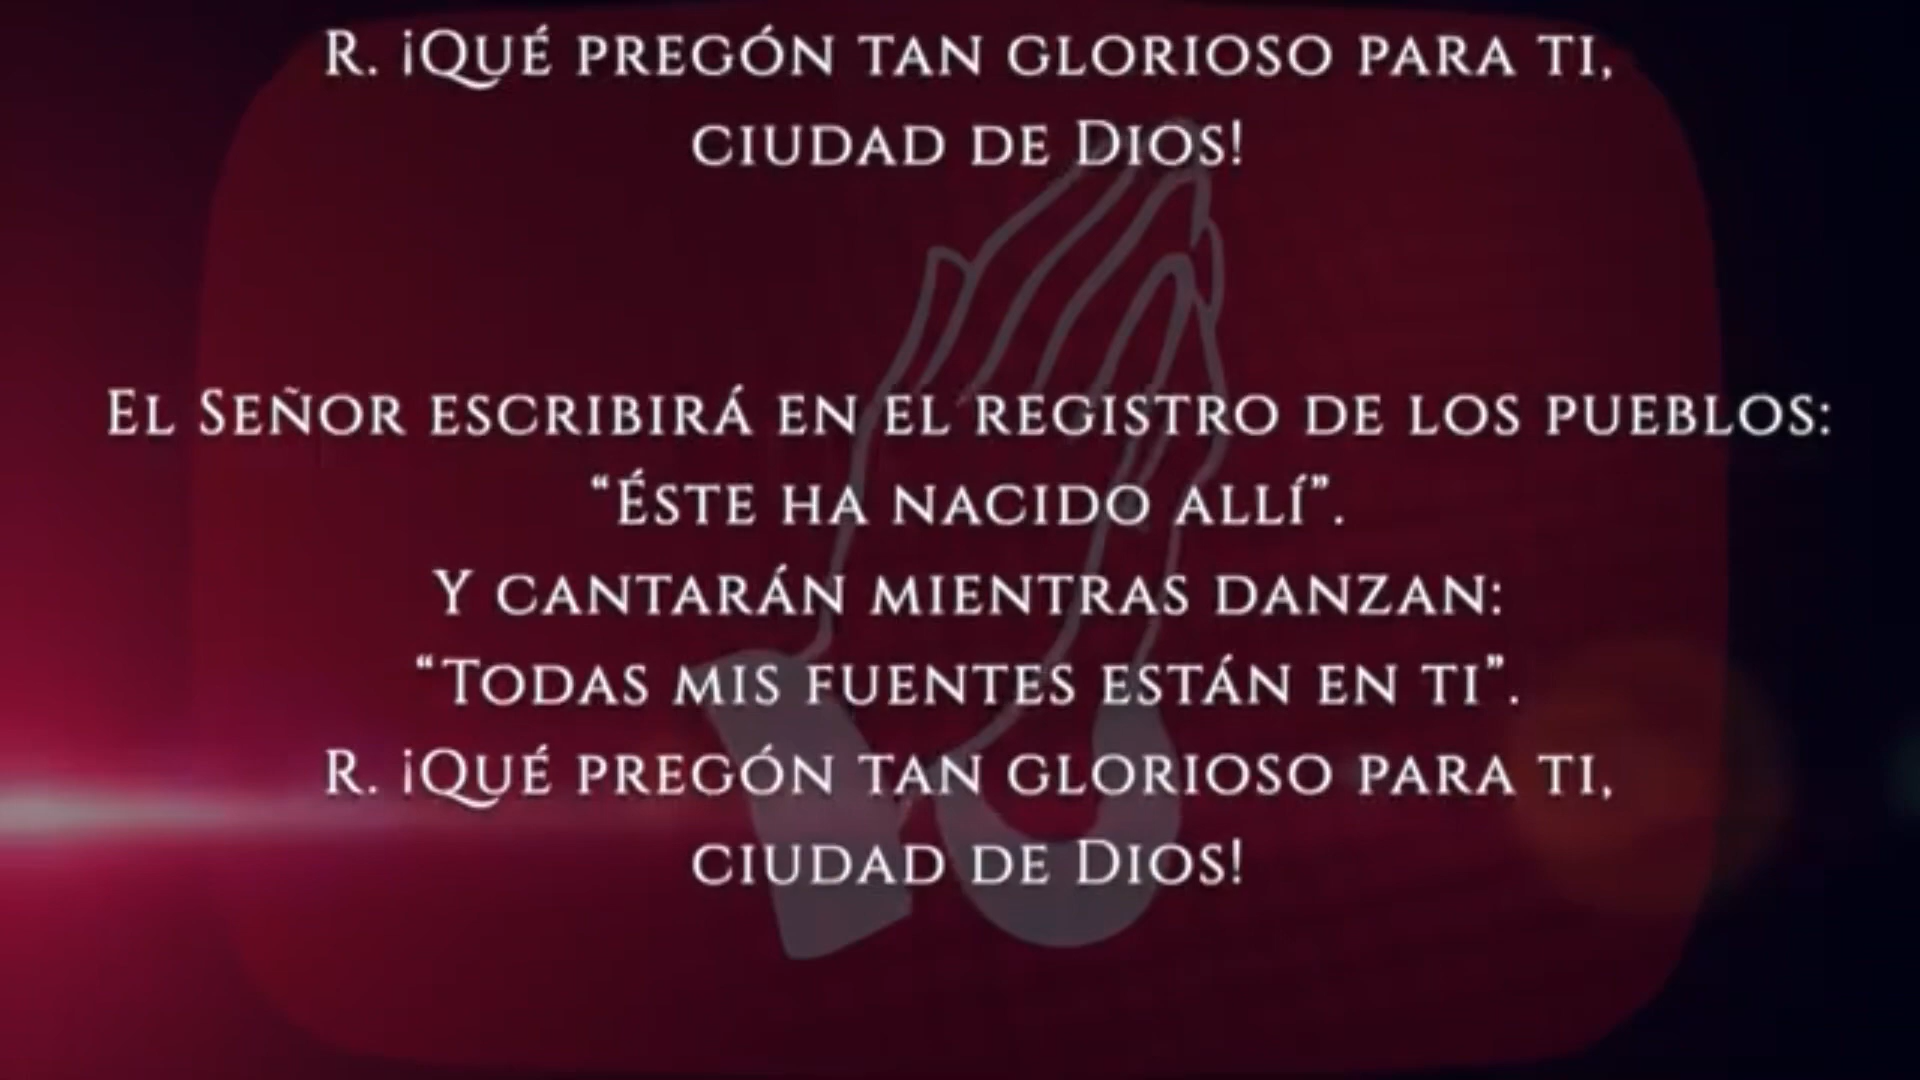 R. ¡Qué pregón tan glorioso para ti,
ciudad de Dios!
El Señor escribirá en el registro de los pueblos:
“Éste ha nacido allí”.
Y cantarán mientras danzan:
“Todas mis fuentes están en ti”.
R. ¡Qué pregón tan glorioso para ti,
ciudad de Dios!